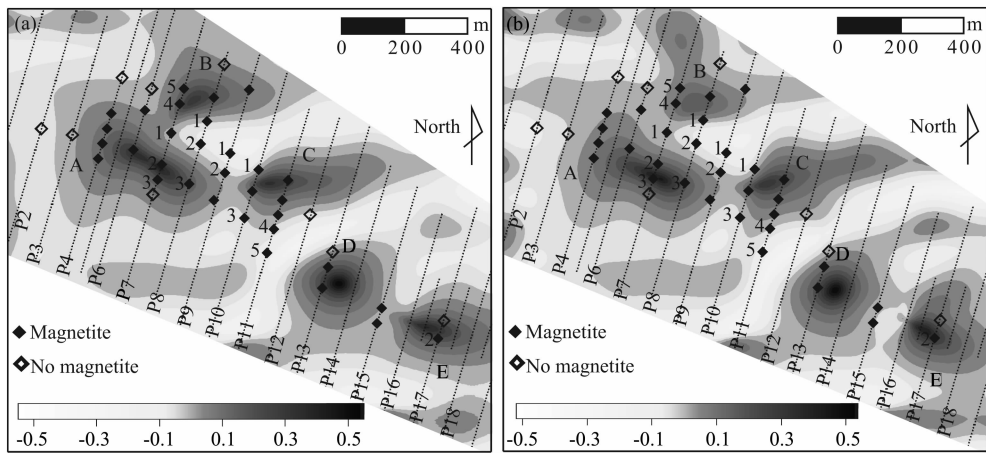 (a)
m
0 200 400
B
5
4
1
North
1
1
2
1
2
A
2
C
3
3
3
4
5
D
P2
P3
P4
P6
P7
P8
P9
P10
P11
P12
P13
P14
P15
P16
P17
P18
2
E
Magnetite
No magnetite
-0.5 -0.3 -0.1 0.1 0.3 0.5
(b)
m
0 200 400
B
5
4
1
North
1
1
2
1
2
A
2
C
3
3
3
4
5
D
P2
P3
P4
P6
P7
P8
P9
P10
P11
P12
P13
P14
P15
P16
P17
P18
2
E
Magnetite
No magnetite
-0.5 -0.3 -0.1 0.1 0.3 0.5